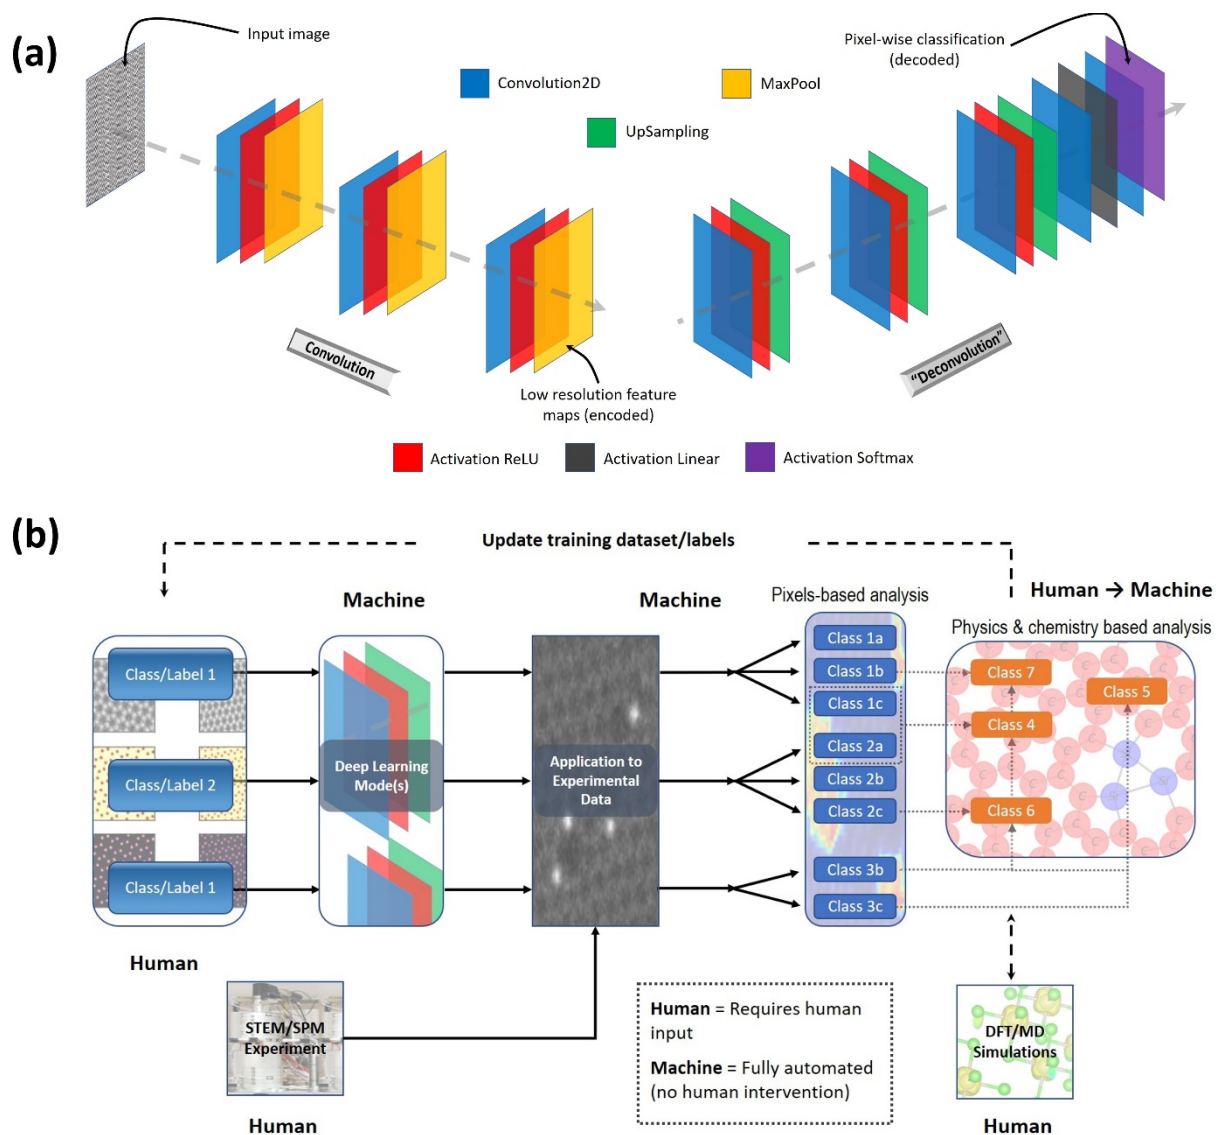 (a)
Input image
Pixel-wise classification
(decoded)
Convolution2D
MaxPool
UpSampling
Convolution
"Deconvolution"
Low resolution feature
maps (encoded)
Activation ReLU
Activation Linear
Activation Softmax
(b)
Update training dataset/labels
Human → Machine
Machine
Machine
Pixels-based analysis
Physics & chemistry based analysis
Class/Label 1
Class/Label 2
Class/Label 1
Deep Learning
Mode(s)
Application to
Experimental
Data
Class 1a
Class 1b
Class 1c
Class 2a
Class 2b
Class 2c
Class 3b
Class 3c
Class 7
Class 5
Class 4
Class 6
Human
STEM/SPM
Experiment
Human
Human = Requires human
input
Machine = Fully automated
(no human intervention)
DFT/MD
Simulations
Human